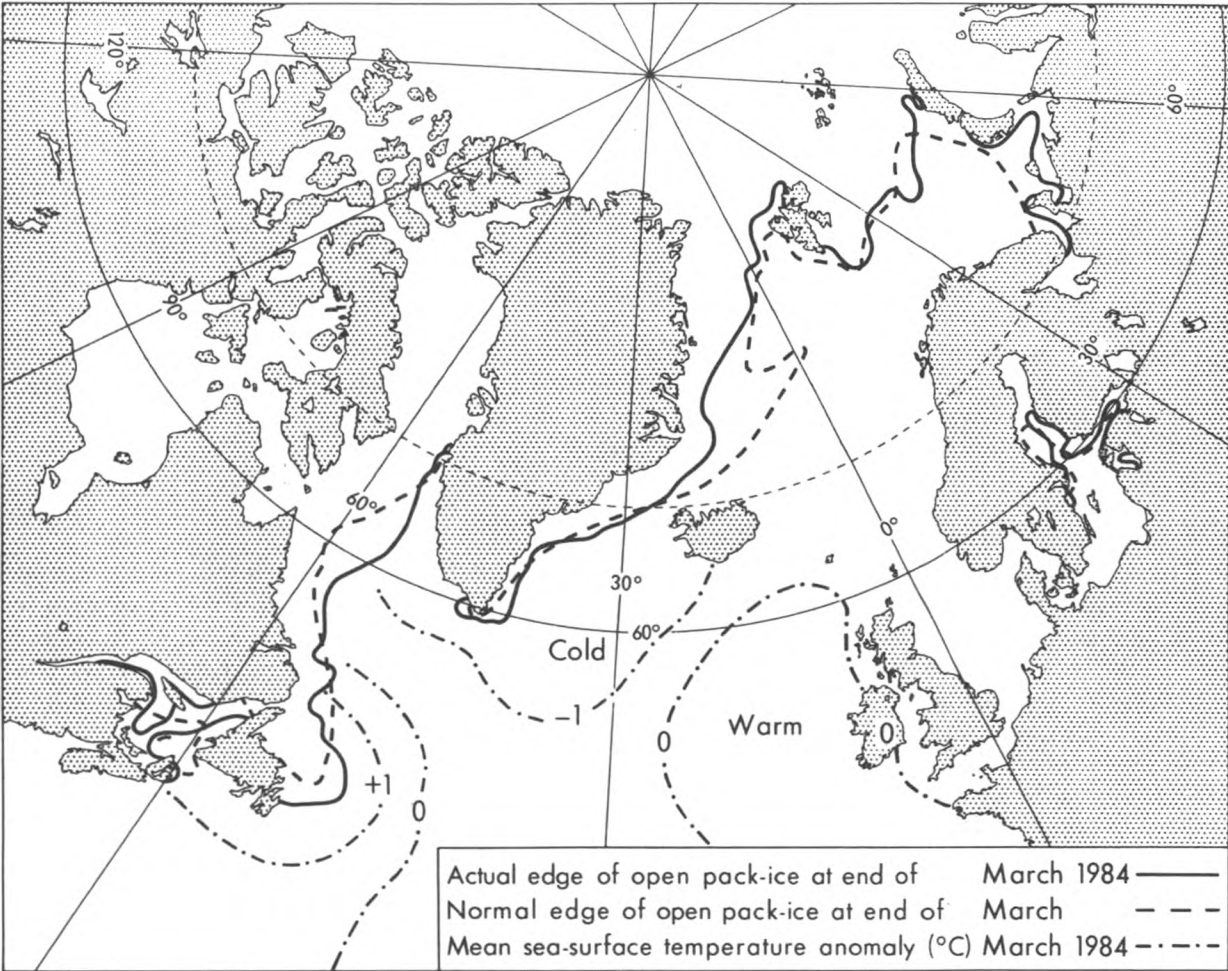 120°
60°
90°
30°
60°
0°
30°
60°
Cold
-1
Warm
0
0
+1
0
Actual edge of open pack-ice at end of March 1984
Normal edge of open pack-ice at end of March
Mean sea-surface temperature anomaly (°C) March 1984